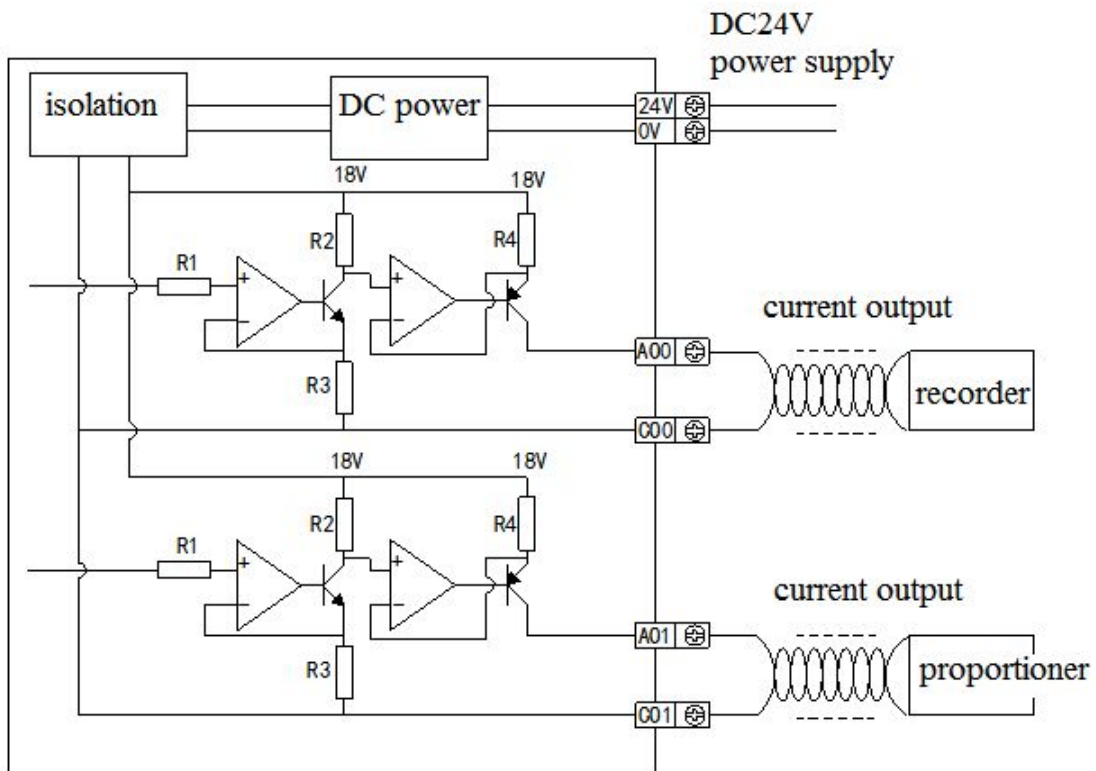 DC24V
power supply
isolation
DC power
24V
0V
18V
18V
R2
R4
R1
+
−
+
−
current output
A00
R3
recorder
C00
18V
18V
R2
R4
R1
+
−
+
−
current output
A01
R3
proportioner
C01